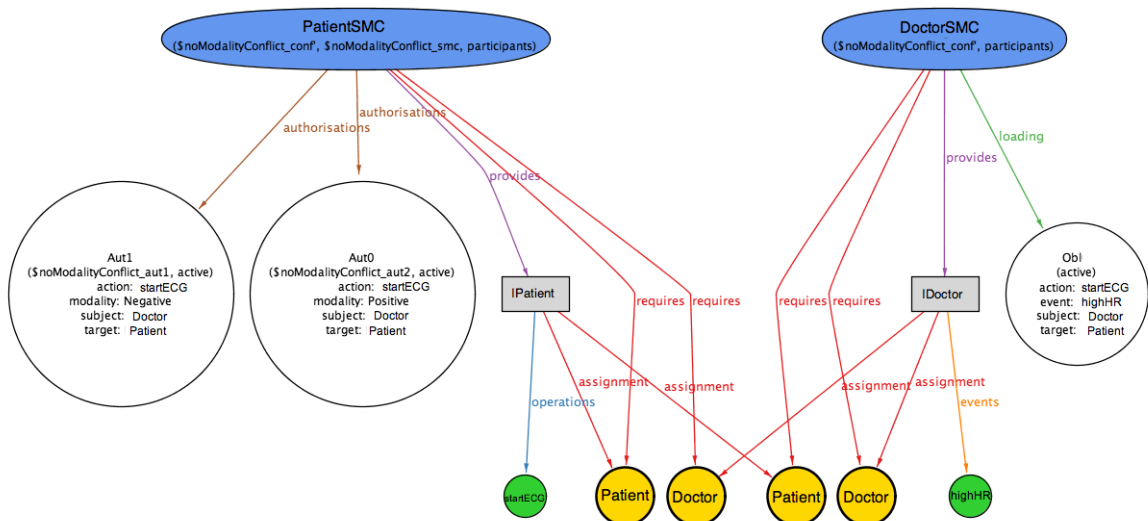 PatientSMC
($noModalityConflict_conf', $noModalityConflict_smc, participants)
DoctorSMC
($noModalityConflict_conf', participants)
authorisations
authorisations
provides
requires
requires
requires
requires
provides
loading
Aut1
($noModalityConflict_aut1, active)
action: startECG
modality: Negative
subject: Doctor
target: Patient
Aut0
($noModalityConflict_aut2, active)
action: startECG
modality: Positive
subject: Doctor
target: Patient
IPatient
IDoctor
Obl
(active)
action: startECG
event: highHR
subject: Doctor
target: Patient
operations
assignment
assignment
assignment
assignment
events
startECG
Patient
Doctor
Patient
Doctor
highHR